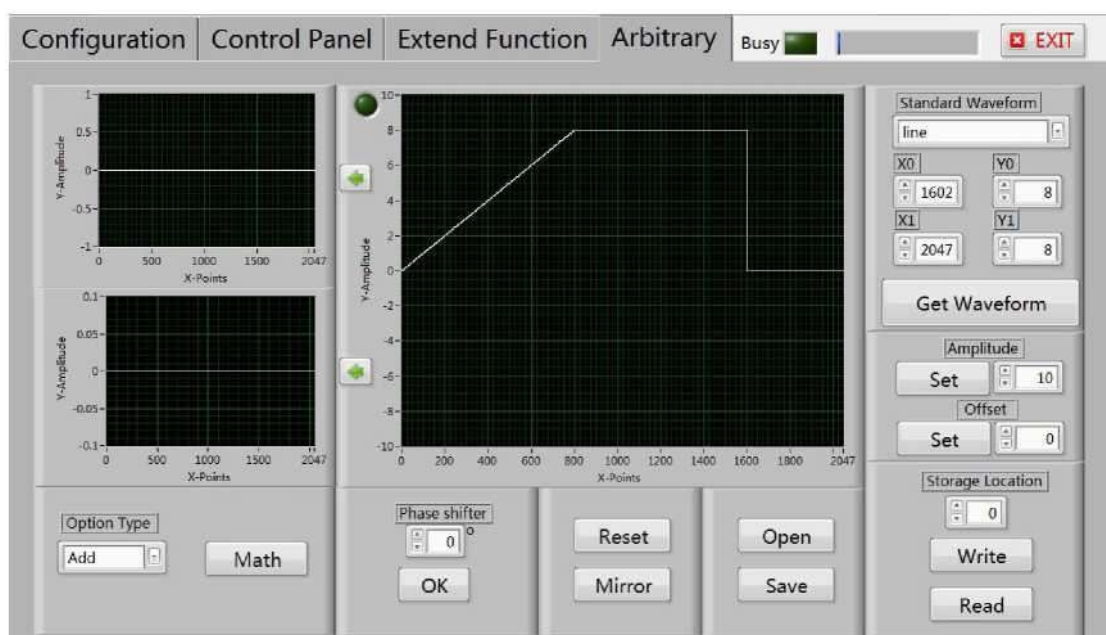 Configuration Control Panel Extend Function Arbitrary Busy EXIT
1
0.5
0
-0.5
-1
Y-Amplitude
0 500 1000 1500 2047
X-Points
0.1
0.05
0
-0.05
-0.1
Y-Amplitude
0 500 1000 1500 2047
X-Points
10
8
6
4
2
0
-2
-4
-6
-8
-10
Y-Amplitude
0 200 400 600 800 1000 1200 1400 1600 1800 2047
X-Points
Standard Waveform
line
X0 Y0
1602 8
X1 Y1
2047 8
Get Waveform
Amplitude
Set 10
Offset
Set 0
Storage Location
0
Write
Read
Option Type
Add Math
Phase shifter
0 °
OK
Reset
Mirror
Open
Save